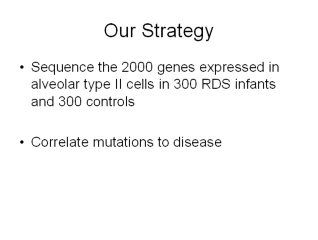 Our Strategy
• Sequence the 2000 genes expressed in
alveolar type II cells in 300 RDS infants
and 300 controls
• Correlate mutations to disease